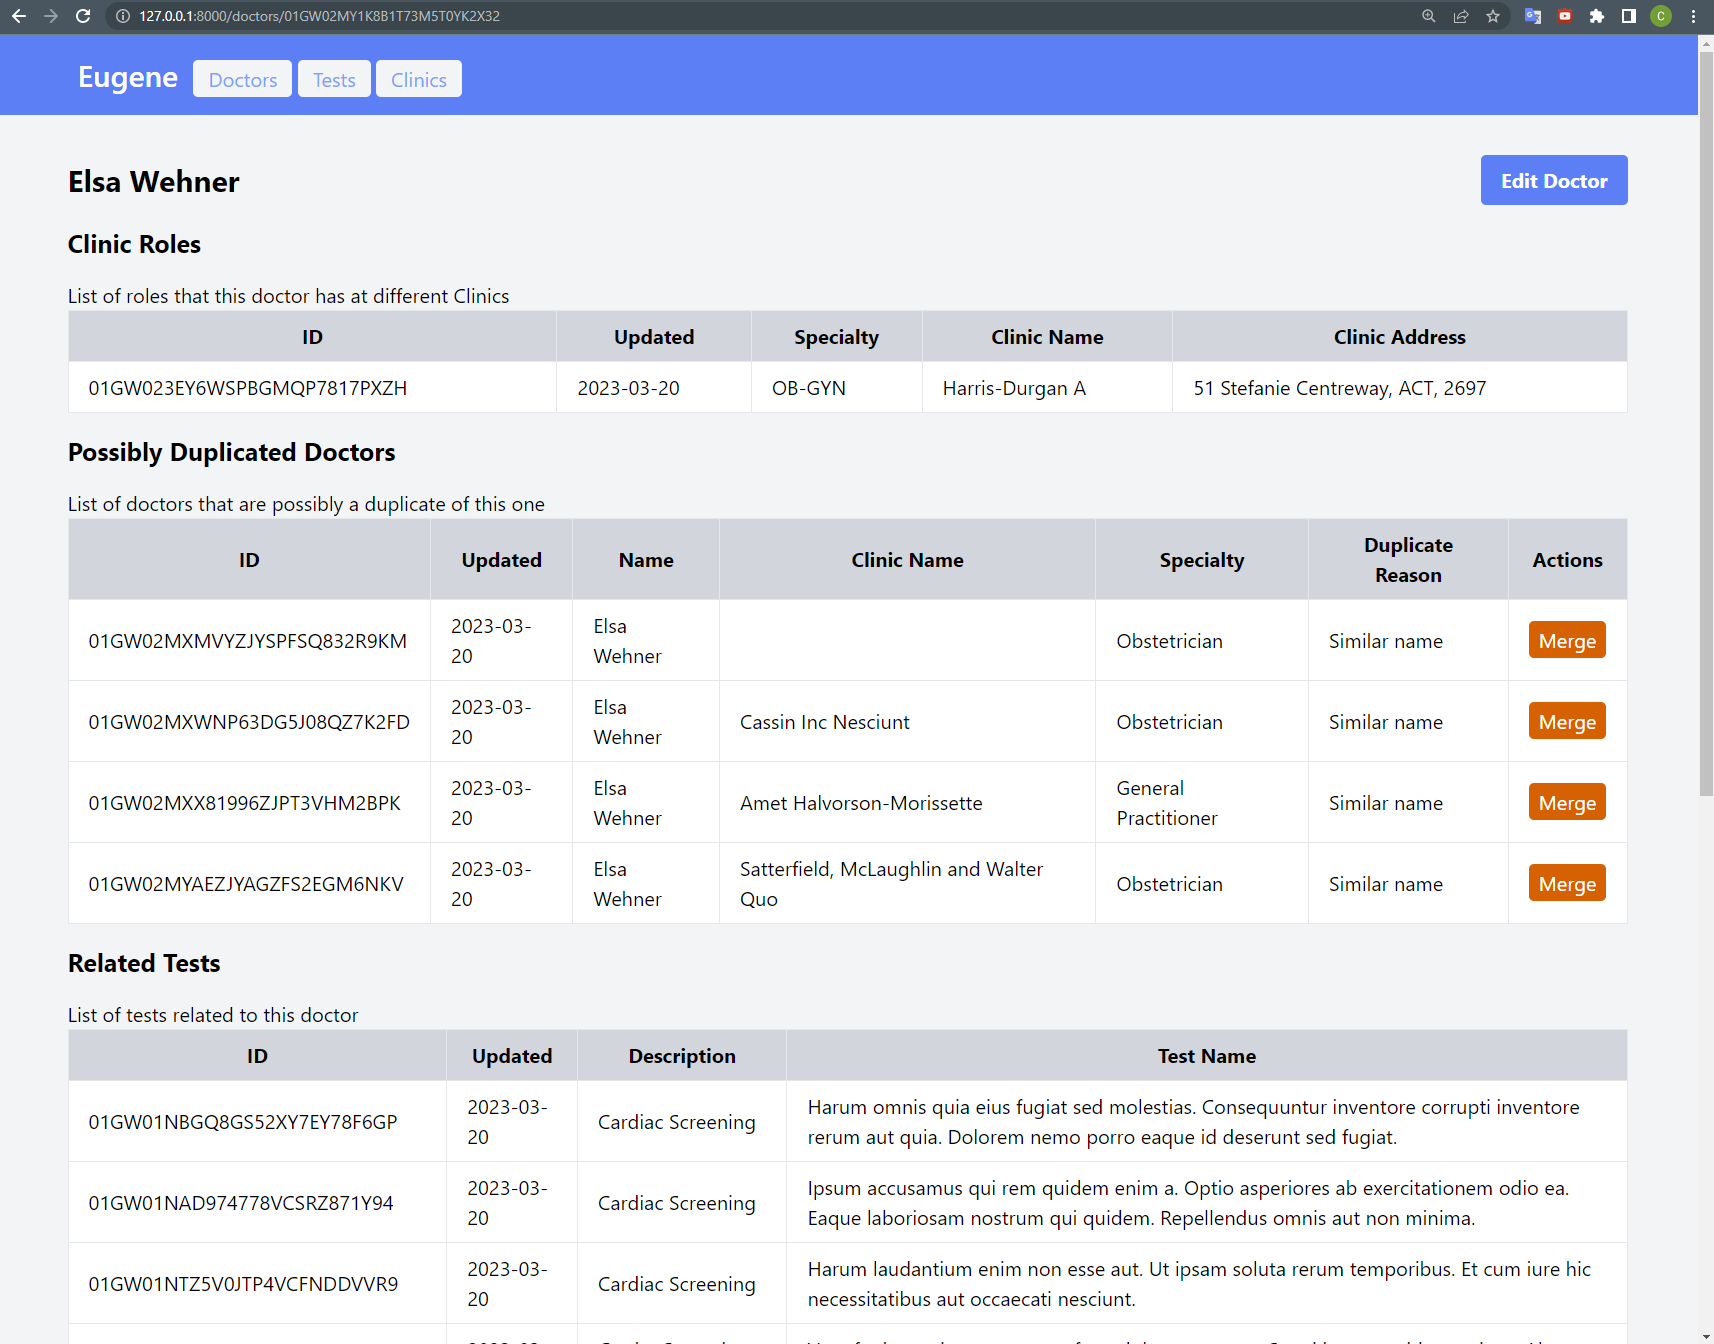 127.0.0.1:8000/doctors/01GW02MY1K8B1T73M5T0YK2X32
Eugene Doctors Tests Clinics
Elsa Wehner
Edit Doctor
Clinic Roles
List of roles that this doctor has at different Clinics
ID Updated Specialty Clinic Name Clinic Address
01GW023EY6WSPBGMQP7817PXZH 2023-03-20 OB-GYN Harris-Durgan A 51 Stefanie Centreway, ACT, 2697
Possibly Duplicated Doctors
List of doctors that are possibly a duplicate of this one
ID Updated Name Clinic Name Specialty Duplicate Reason Actions
01GW02MXMVYZJYSPFSQ832R9KM 2023-03-20 Elsa Wehner Obstetrician Similar name Merge
01GW02MXWNP63DG5J08QZ7K2FD 2023-03-20 Elsa Wehner Cassin Inc Nesciunt Obstetrician Similar name Merge
01GW02MXX81996ZJPT3VHM2BPK 2023-03-20 Elsa Wehner Amet Halvorson-Morissette General Practitioner Similar name Merge
01GW02MYAEZJYAGZFS2EGM6NKV 2023-03-20 Elsa Wehner Satterfield, McLaughlin and Walter Quo Obstetrician Similar name Merge
Related Tests
List of tests related to this doctor
ID Updated Description Test Name
01GW01NBGQ8GS52XY7EY78F6GP 2023-03-20 Cardiac Screening Harum omnis quia eius fugiat sed molestias. Consequuntur inventore corrupti inventore
rerum aut quia. Dolorem nemo porro eaque id deserunt sed fugiat.
01GW01NAD974778VCSRZ871Y94 2023-03-20 Cardiac Screening Ipsum accusamus qui rem quidem enim a. Optio asperiores ab exercitationem odio ea.
Eaque laboriosam nostrum qui quidem. Repellendus omnis aut non minima.
01GW01NTZ5V0JTP4VCFNDDVVR9 2023-03-20 Cardiac Screening Harum laudantium enim non esse aut. Ut ipsam soluta rerum temporibus. Et cum iure hic
necessitatibus aut occaecati nesciunt.